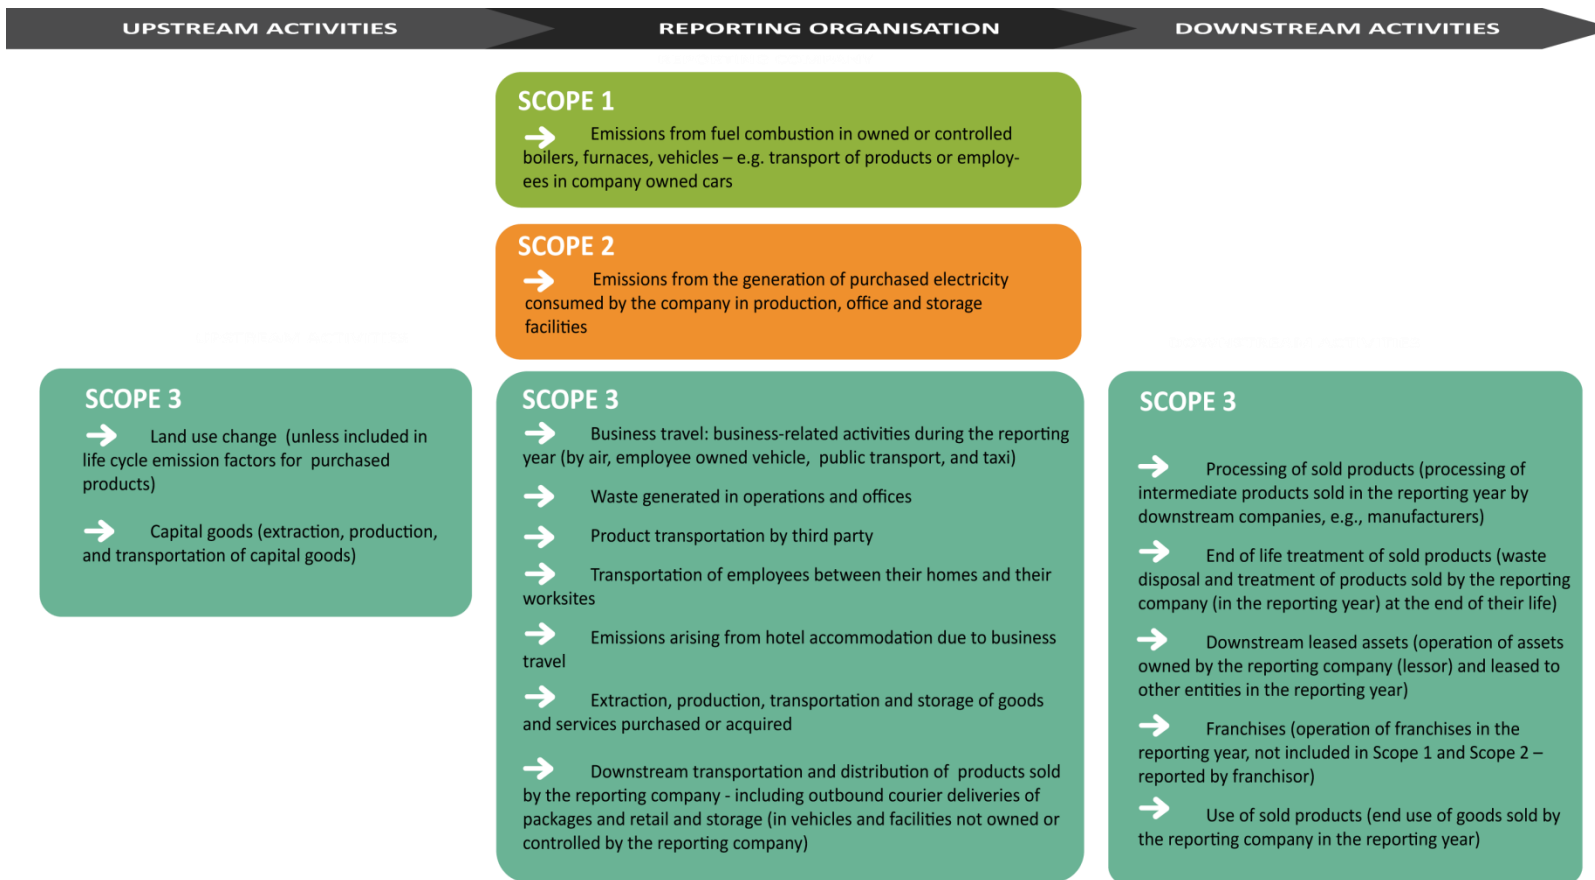 UPSTREAM ACTIVITIES
REPORTING ORGANISATION
DOWNSTREAM ACTIVITIES
SCOPE 1
Emissions from fuel combustion in owned or controlled
boilers, furnaces, vehicles – e.g. transport of products or employ-
ees in company owned cars
SCOPE 2
Emissions from the generation of purchased electricity
consumed by the company in production, office and storage
facilities
SCOPE 3
Land use change (unless included in
life cycle emission factors for purchased
products)
Capital goods (extraction, production,
and transportation of capital goods)
SCOPE 3
Business travel: business-related activities during the reporting
year (by air, employee owned vehicle, public transport, and taxi)
Waste generated in operations and offices
Product transportation by third party
Transportation of employees between their homes and their
worksites
Emissions arising from hotel accommodation due to business
travel
Extraction, production, transportation and storage of goods
and services purchased or acquired
Downstream transportation and distribution of products sold
by the reporting company - including outbound courier deliveries of
packages and retail and storage (in vehicles and facilities not owned or
controlled by the reporting company)
SCOPE 3
Processing of sold products (processing of
intermediate products sold in the reporting year by
downstream companies, e.g., manufacturers)
End of life treatment of sold products (waste
disposal and treatment of products sold by the reporting
company (in the reporting year) at the end of their life)
Downstream leased assets (operation of assets
owned by the reporting company (lessor) and leased to
other entities in the reporting year)
Franchises (operation of franchises in the
reporting year, not included in Scope 1 and Scope 2 –
reported by franchisor)
Use of sold products (end use of goods sold by
the reporting company in the reporting year)